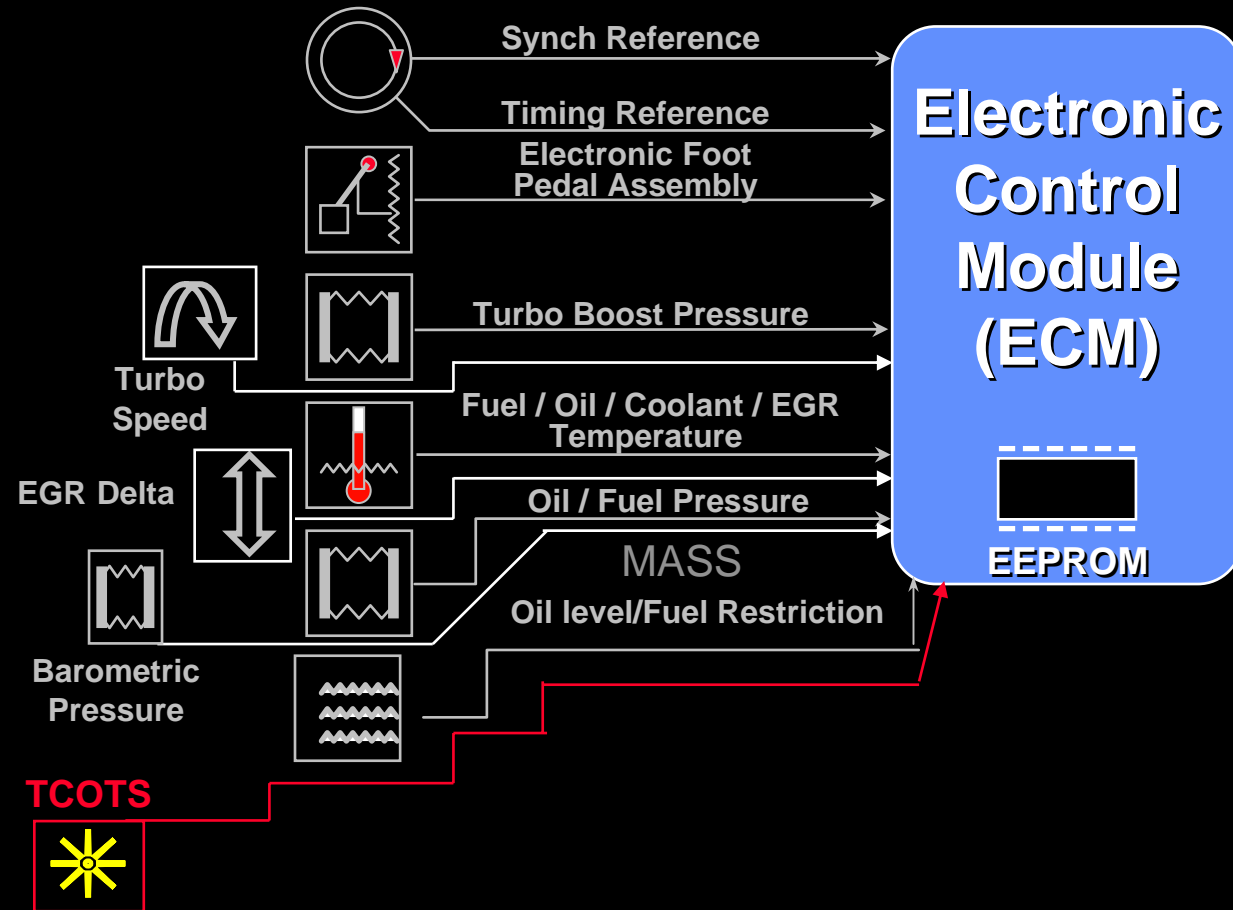 Synch Reference
Timing Reference
Electronic Foot
Pedal Assembly
Turbo Boost Pressure
Turbo
Speed
Fuel / Oil / Coolant / EGR
Temperature
EGR Delta
Oil / Fuel Pressure
MASS
Oil level/Fuel Restriction
Barometric
Pressure
TCOTS
Electronic
Control
Module
(ECM)
EEPROM